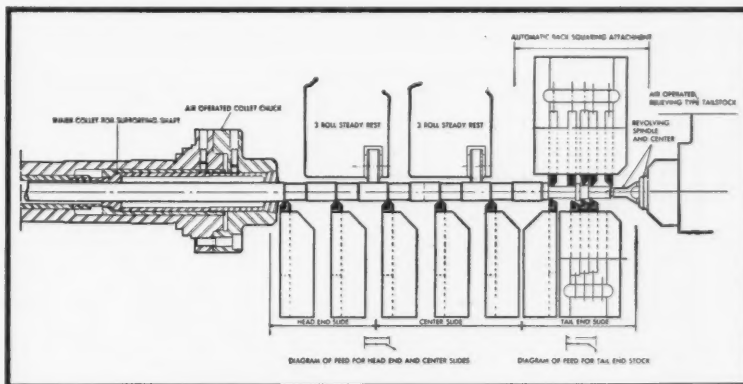 AUTOMATIC BACK SQUARING ATTACHMENT
AIR OPERATED
RELIEVING TYPE TAILSTOCK
REVOLVING
SPINDLE
AND CENTER
INNER COLLET FOR SUPPORTING SHAFT
AIR OPERATED COLLET CHUCK
3 ROLL STEADY REST
3 ROLL STEADY REST
HEAD END SLIDE
CENTER SLIDE
TAIL END SLIDE
DIAGRAM OF FEED FOR HEAD END AND CENTER SLIDES
DIAGRAM OF FEED FOR TAIL END STOCK